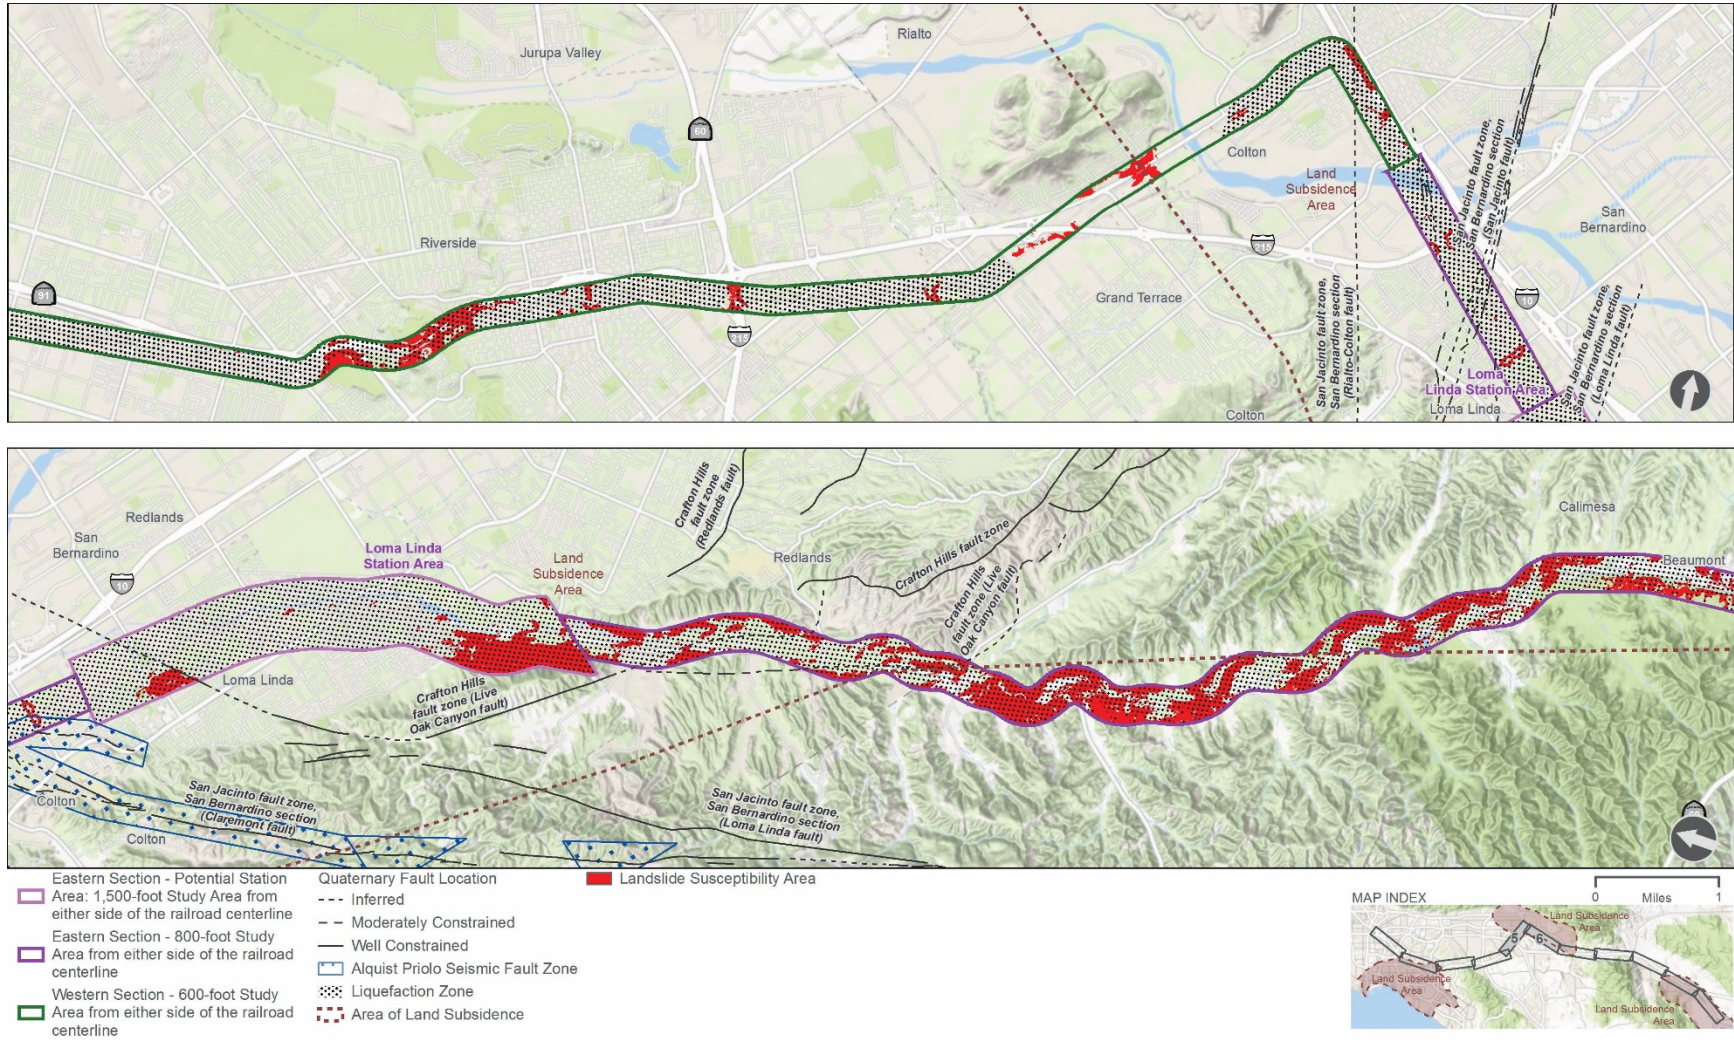 Jurupa Valley
Rialto
60
Colton
Land
Subsidence
Area
San Jacinto fault zone,
San Bernardino section
(San Jacinto fault)
San
Bernardino
Riverside
215
91
Grand Terrace
10
215
San Jacinto fault zone,
San Bernardino section
(Rialto-Colton fault)
San Jacinto fault zone,
San Bernardino section
(Loma Linda fault)
Loma
Linda Station Area
Loma Linda
Colton
Redlands
San
Bernardino
10
Loma Linda
Station Area
Land
Subsidence
Area
Crafton Hills
fault zone
(Redlands fault)
Redlands
Crafton Hills fault zone
Crafton Hills
fault zone (Live
Oak Canyon fault)
Calimesa
Beaumont
Loma Linda
Crafton Hills
fault zone (Live
Oak Canyon fault)
Colton
San Jacinto fault zone,
San Bernardino section
(Claremont fault)
Colton
San Jacinto fault zone,
San Bernardino section
(Loma Linda fault)
Eastern Section - Potential Station
Area: 1,500-foot Study Area from
either side of the railroad centerline
Eastern Section - 800-foot Study
Area from either side of the railroad
centerline
Western Section - 600-foot Study
Area from either side of the railroad
centerline
Quaternary Fault Location
Inferred
Moderately Constrained
Well Constrained
Alquist Priolo Seismic Fault Zone
Liquefaction Zone
Area of Land Subsidence
Landslide Susceptibility Area
0 Miles 1
MAP INDEX
Land Subsidence
Area
5
6
Land Subsidence
Area
Land Subsidence
Area